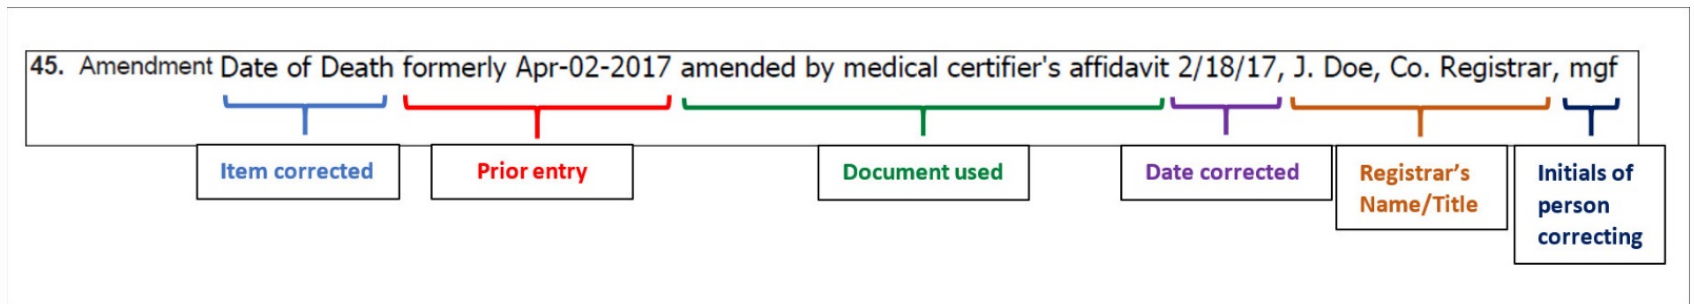 45. Amendment Date of Death formerly Apr-02-2017 amended by medical certifier's affidavit 2/18/17, J. Doe, Co. Registrar, mgf
Item corrected
Prior entry
Document used
Date corrected
Registrar's
Name/Title
Initials of
person
correcting